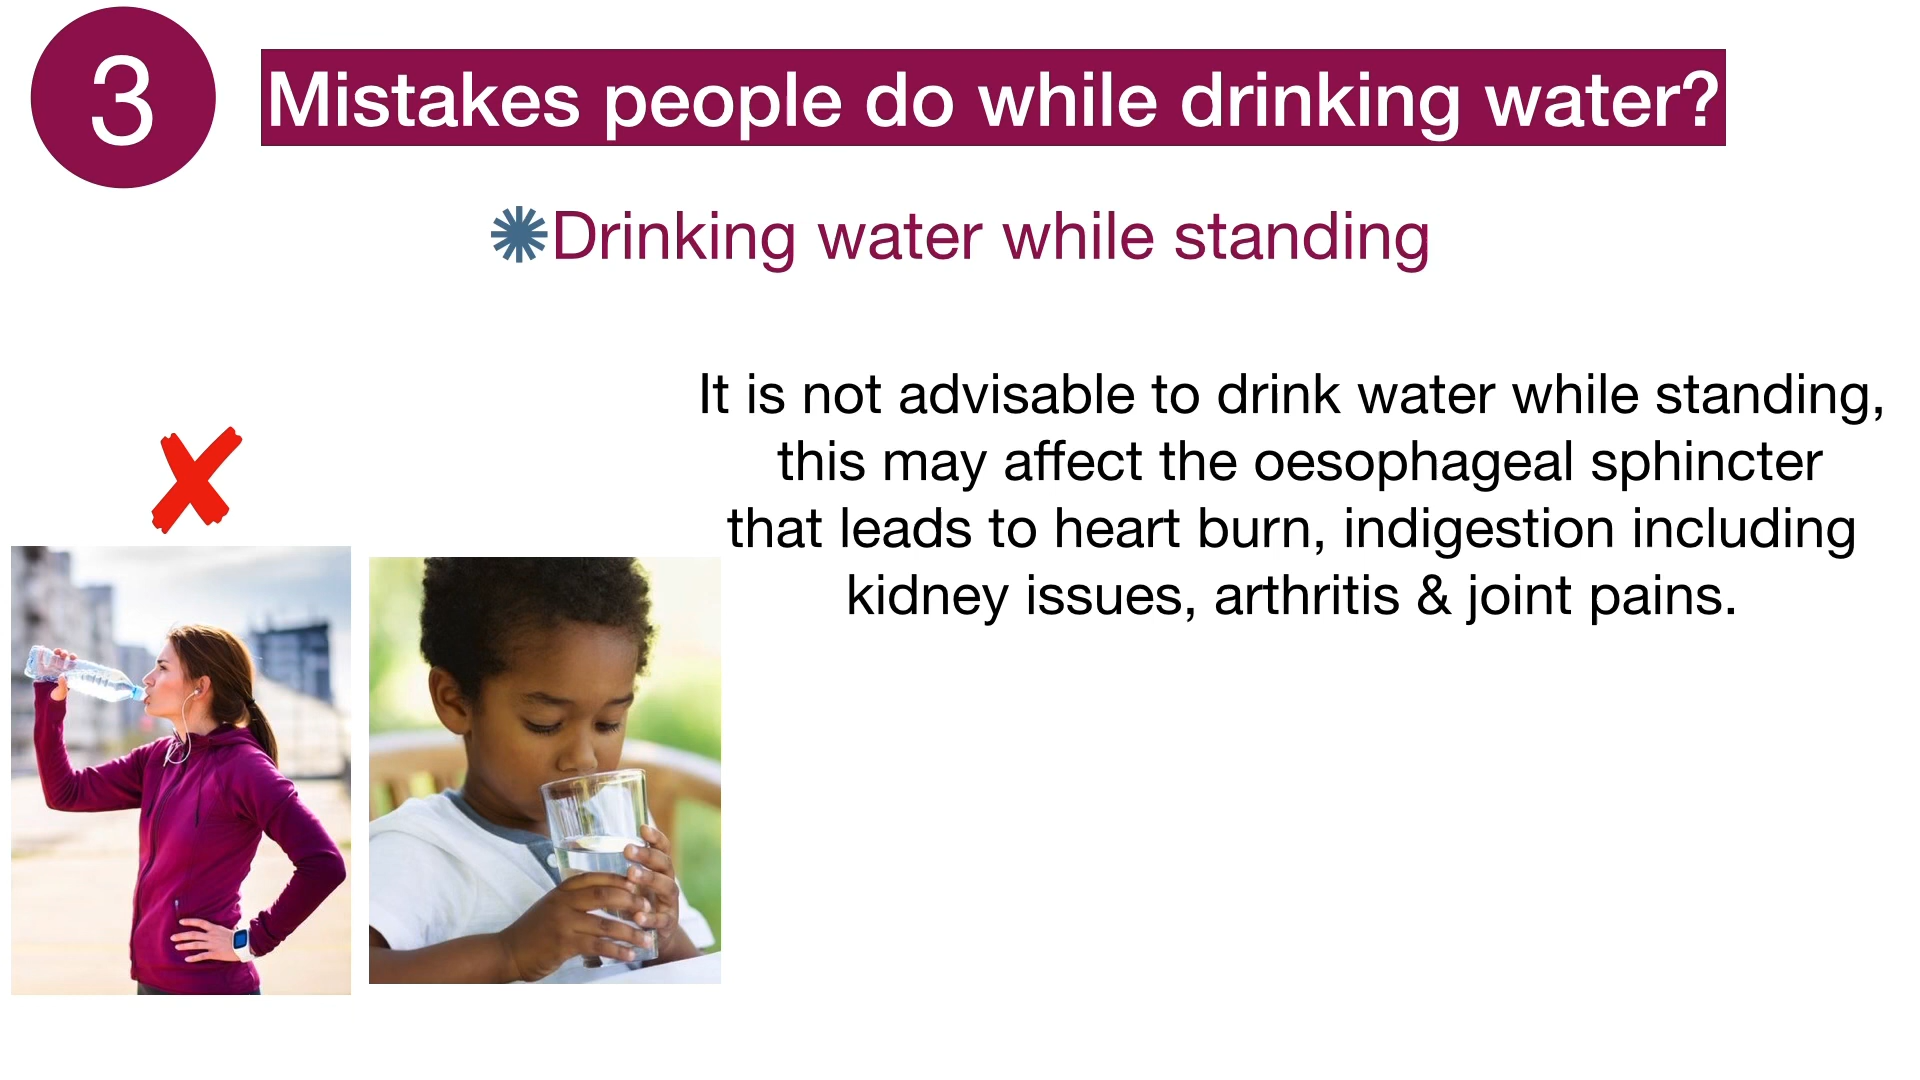 3
Mistakes people do while drinking water?
Drinking water while standing
It is not advisable to drink water while standing,
this may affect the oesophageal sphincter
that leads to heart burn, indigestion including
kidney issues, arthritis & joint pains.